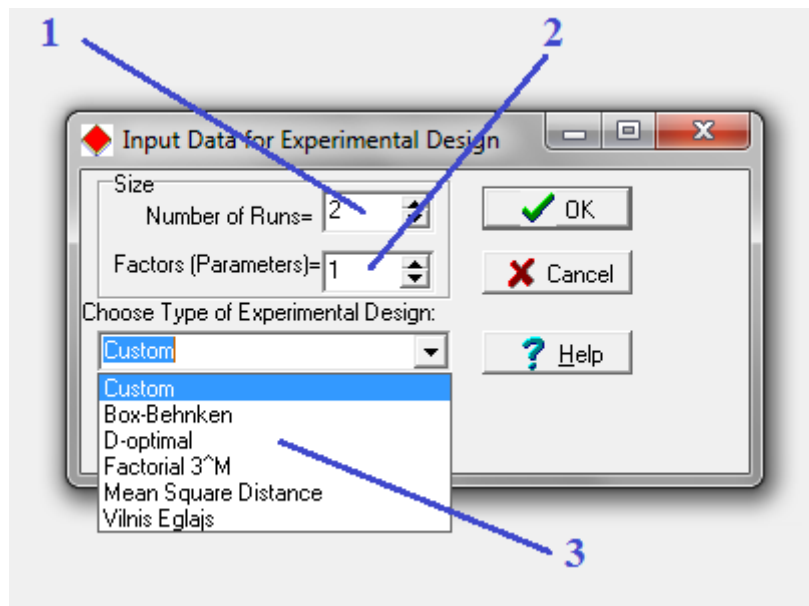 1
2
Input Data for Experimental Design
Size
Number of Runs= 2
OK
Factors (Parameters)= 1
Cancel
Choose Type of Experimental Design:
Custom
Help
Custom
Box-Behnken
D-optimal
Factorial 3^M
Mean Square Distance
Vilnis Eglajs
3